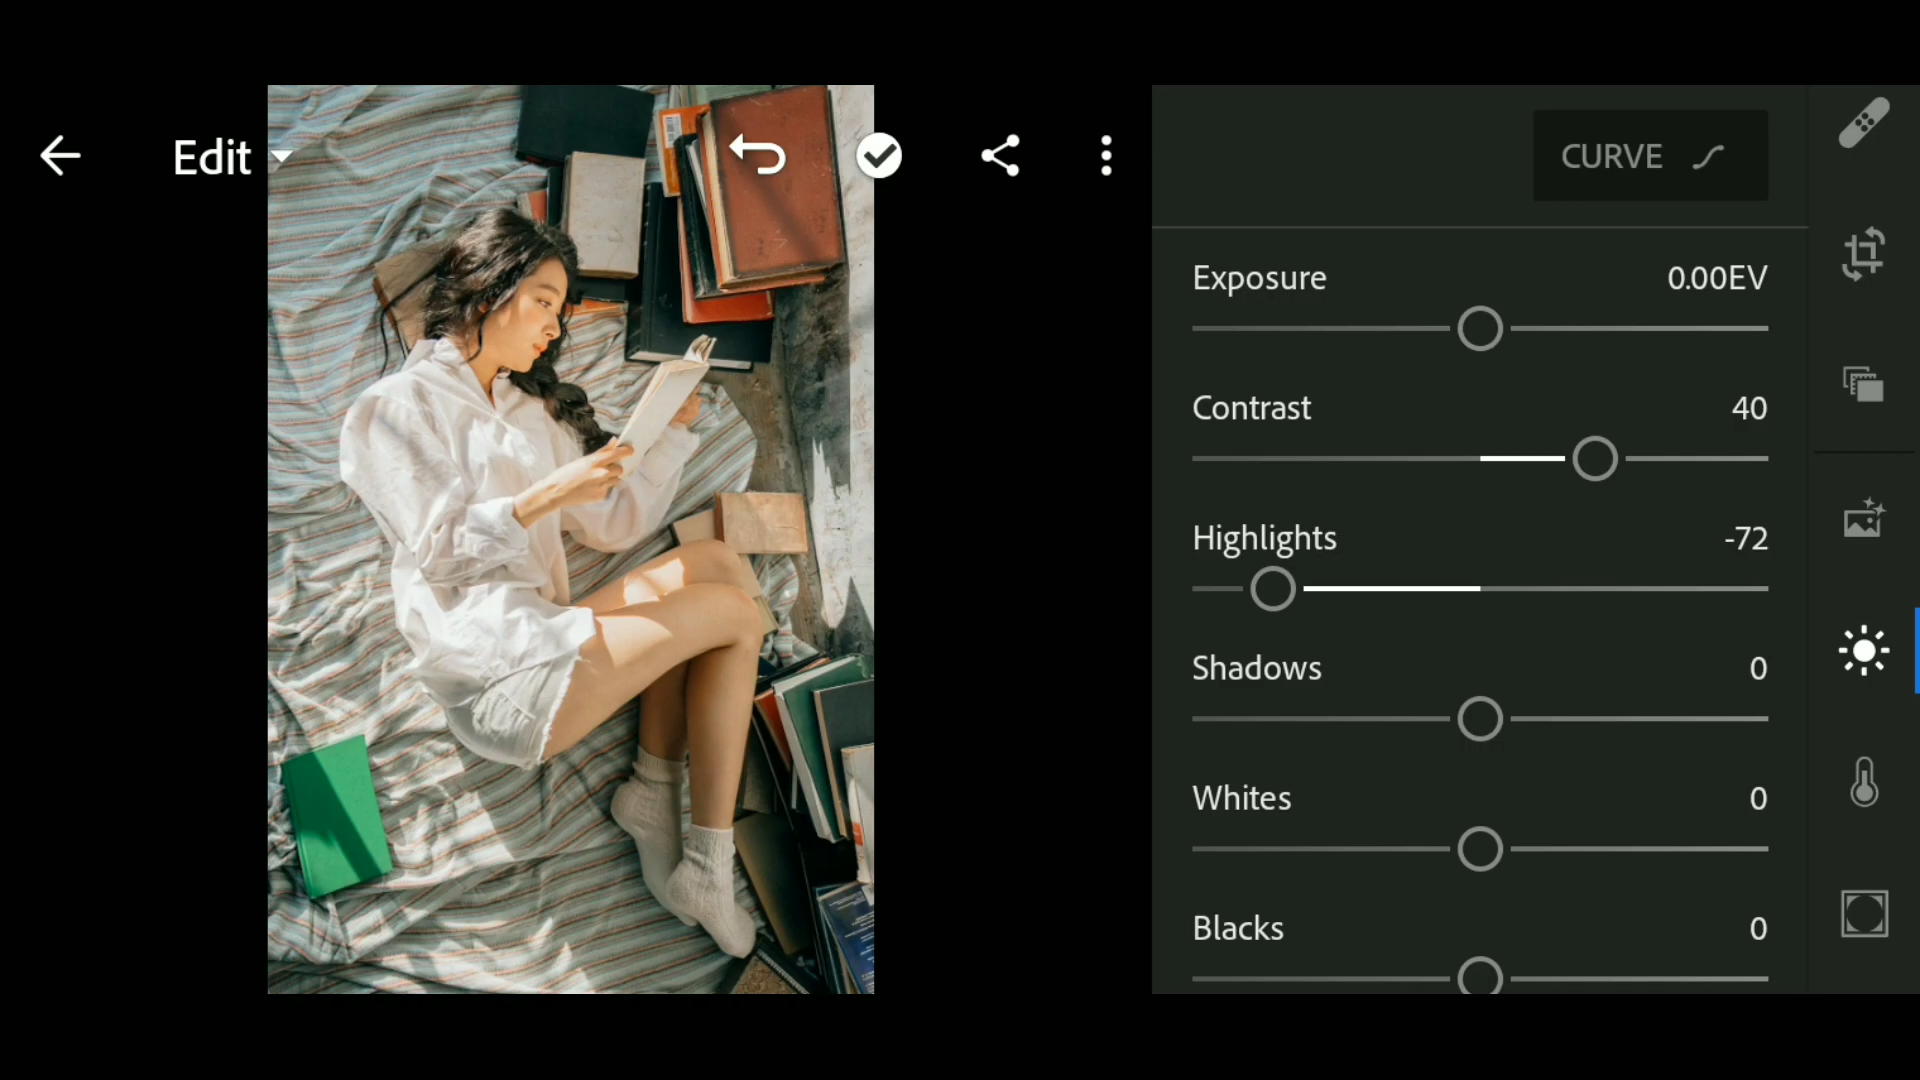 Edit
CURVE
Exposure 0.00EV
Contrast 40
Highlights -72
Shadows 0
Whites 0
Blacks 0